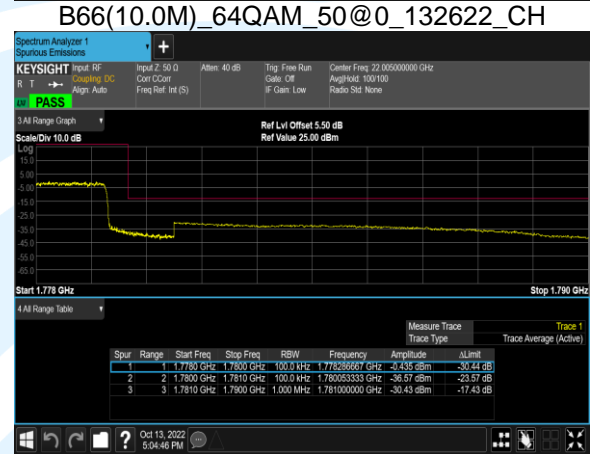 B66(10.0M)_64QAM_50@0_132622_CH
Spectrum Analyzer 1
Spurious Emissions
+
KEYSIGHT Input: RF Input Z: 50 Ω Atten: 40 dB Trig: Free Run Center Freq: 22.005000000 GHz
R T Coupling: DC Corr CCorr Gate: Off Avg|Hold: 100/100
Align: Auto Freq Ref: Int (S) IF Gain: Low Radio Std: None
LV PASS
3 All Range Graph
Ref Lvl Offset 5.50 dB
Scale/Div 10.0 dB Ref Value 25.00 dBm
Log
15.0
5.00
-5.00
-15.0
-25.0
-35.0
-45.0
-55.0
-65.0
Start 1.778 GHz Stop 1.790 GHz
4 All Range Table
Measure Trace Trace 1
Trace Type Trace Average (Active)
Spur Range Start Freq Stop Freq RBW Frequency Amplitude ΔLimit
1 1 1.7780 GHz 1.7800 GHz 100.0 kHz 1.778286667 GHz -0.435 dBm -30.44 dB
2 2 1.7800 GHz 1.7810 GHz 100.0 kHz 1.780053333 GHz -36.57 dBm -23.57 dB
3 3 1.7810 GHz 1.7900 GHz 1.000 MHz 1.781000000 GHz -30.43 dBm -17.43 dB
? Oct 13, 2022
5:04:46 PM